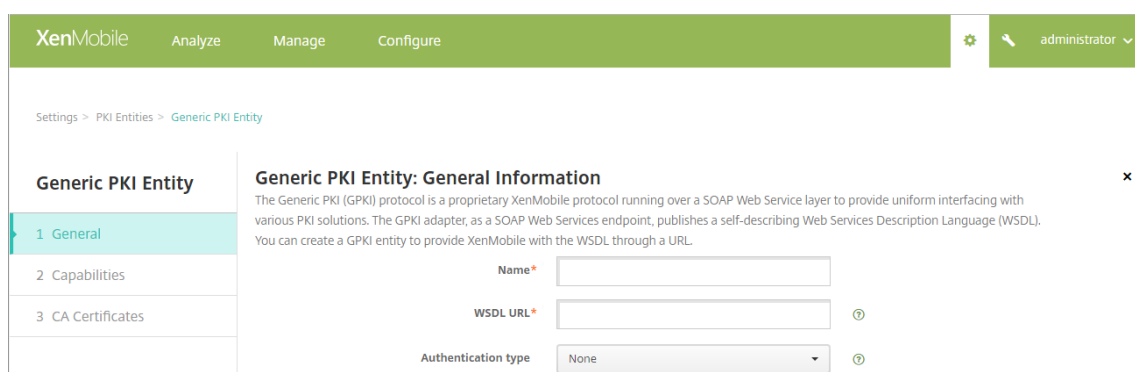 XenMobile Analyze Manage Configure administrator
Settings > PKI Entities > Generic PKI Entity
Generic PKI Entity
1 General
2 Capabilities
3 CA Certificates
Generic PKI Entity: General Information
The Generic PKI (GPKI) protocol is a proprietary XenMobile protocol running over a SOAP Web Service layer to provide uniform interfacing with
various PKI solutions. The GPKI adapter, as a SOAP Web Services endpoint, publishes a self-describing Web Services Description Language (WSDL).
You can create a GPKI entity to provide XenMobile with the WSDL through a URL.
Name*
WSDL URL*
Authentication type None